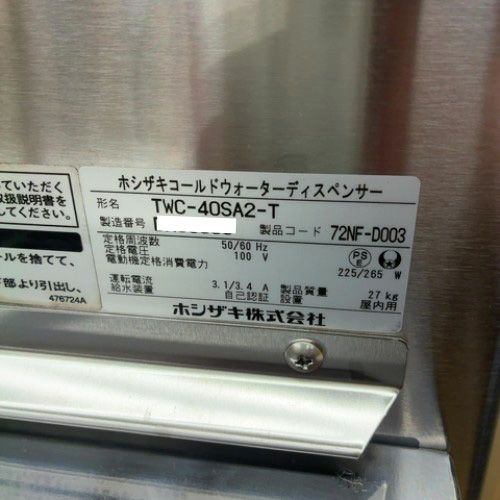 ていただく
取扱説明書を
してください。
ールを捨てて、
下部より引出し、
476724A
ホシザキコールドウォーターディスペンサー
形名 TWC-40SA2-T
製造番号 製品コード 72NF-D003
定格周波数 50/60 Hz
定格電圧 100 V
電動機定格消費電力 225/265 W
PS
E
運転電流 3.1/3.4 A 製品質量 27 kg
給水装置 自己認証 設置 屋内用
ホシザキ株式会社